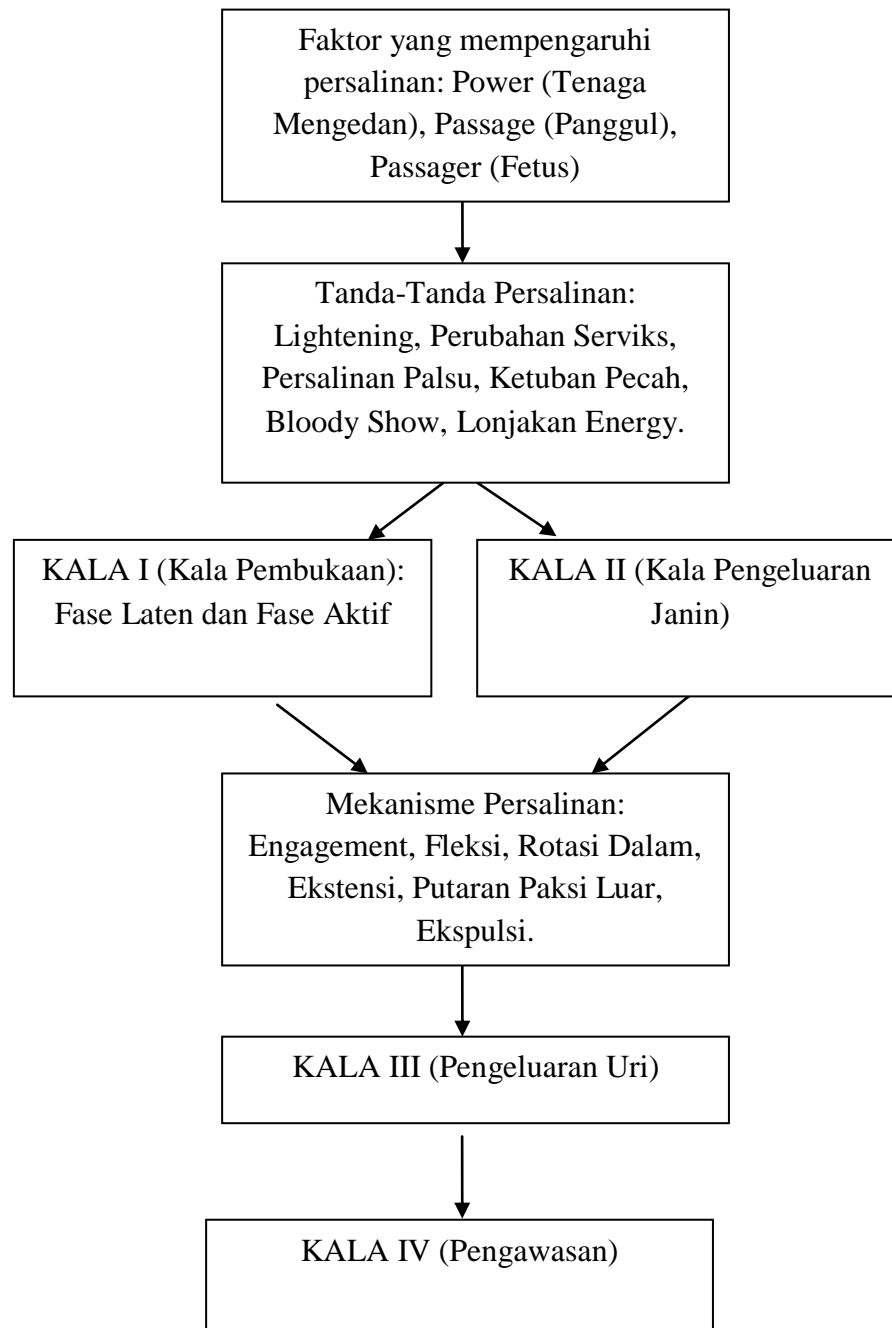 Faktor yang mempengaruhi
persalinan: Power (Tenaga
Mengedan), Passage (Panggul),
Passager (Fetus)
Tanda-Tanda Persalinan:
Lightening, Perubahan Serviks,
Persalinan Palsu, Ketuban Pecah,
Bloody Show, Lonjakan Energy.
KALA I (Kala Pembukaan):
Fase Laten dan Fase Aktif
KALA II (Kala Pengeluaran
Janin)
Mekanisme Persalinan:
Engagement, Fleksi, Rotasi Dalam,
Ekstensi, Putaran Paksi Luar,
Ekspulsi.
KALA III (Pengeluaran Uri)
KALA IV (Pengawasan)